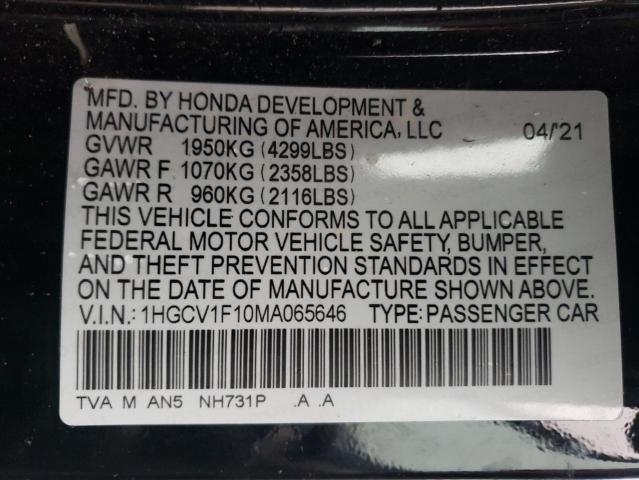 MFD. BY HONDA DEVELOPMENT &
MANUFACTURING OF AMERICA, LLC 04/'21
GVWR 1950KG (4299LBS)
GAWR F 1070KG (2358LBS)
GAWR R 960KG (2116LBS)
THIS VEHICLE CONFORMS TO ALL APPLICABLE
FEDERAL MOTOR VEHICLE SAFETY, BUMPER,
AND THEFT PREVENTION STANDARDS IN EFFECT
ON THE DATE OF MANUFACTURE SHOWN ABOVE.
V.I.N.: 1HGCV1F10MA065646 TYPE: PASSENGER CAR
TVA M AN5 NH731P .A .A